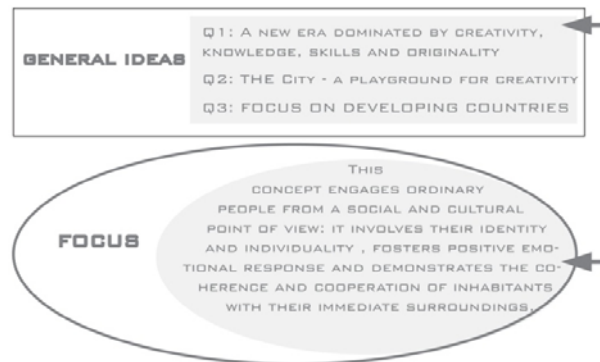 GENERAL IDEAS
Q1: A NEW ERA DOMINATED BY CREATIVITY,
KNOWLEDGE, SKILLS AND ORIGINALITY
Q2: THE CITY - A PLAYGROUND FOR CREATIVITY
Q3: FOCUS ON DEVELOPING COUNTRIES
FOCUS
THIS
CONCEPT ENGAGES ORDINARY
PEOPLE FROM A SOCIAL AND CULTURAL
POINT OF VIEW: IT INVOLVES THEIR IDENTITY
AND INDIVIDUALITY , FOSTERS POSITIVE EMO-
TIONAL RESPONSE AND DEMONSTRATES THE CO-
HERENCE AND COOPERATION OF INHABITANTS
WITH THEIR IMMEDIATE SURROUNDINGS.